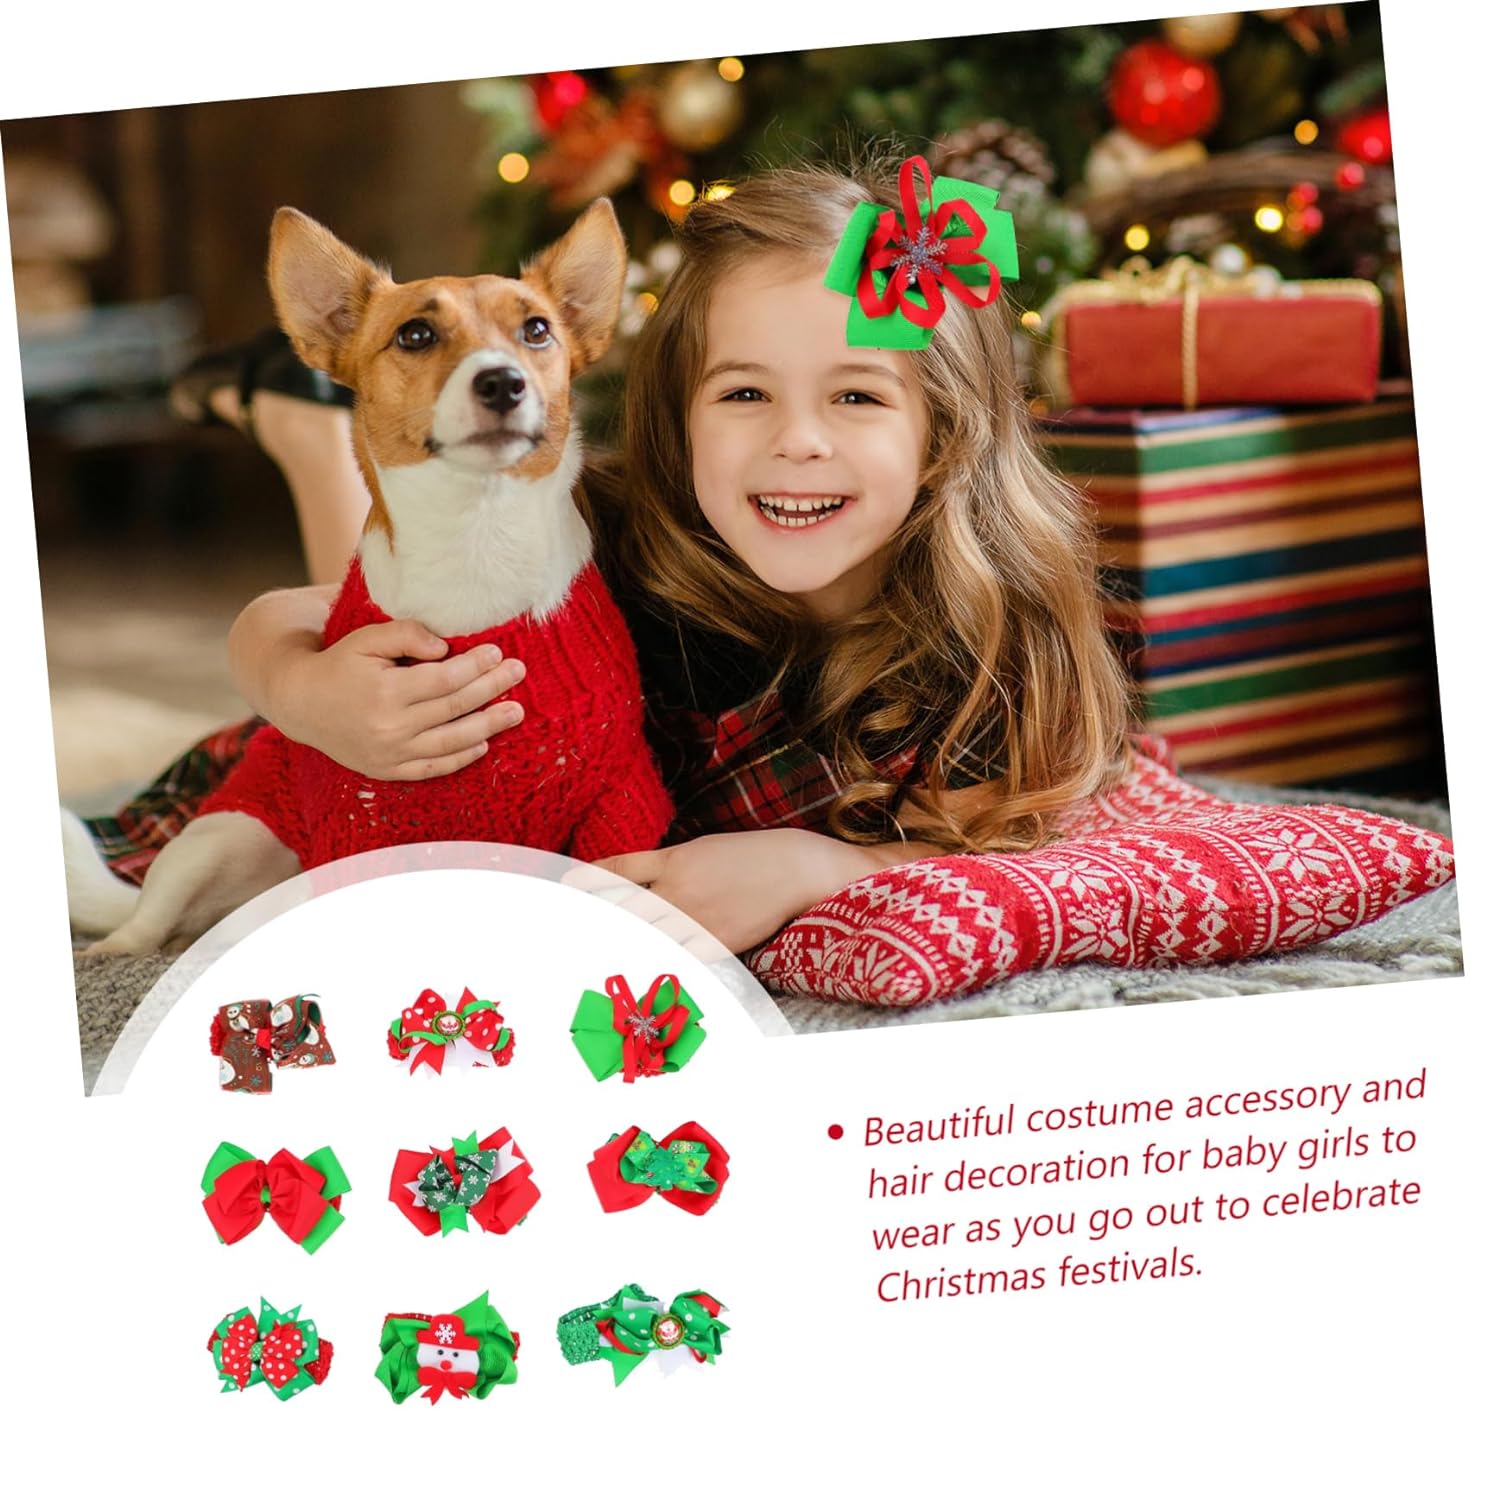 • Beautiful costume accessory and
hair decoration for baby girls to
wear as you go out to celebrate
Christmas festivals.